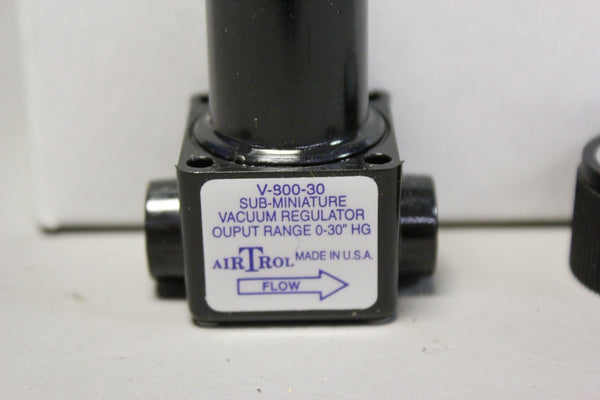 V-800-30
SUB-MINIATURE
VACUUM REGULATOR
OUPUT RANGE 0-30" HG
AIRTROL MADE IN U.S.A.
FLOW